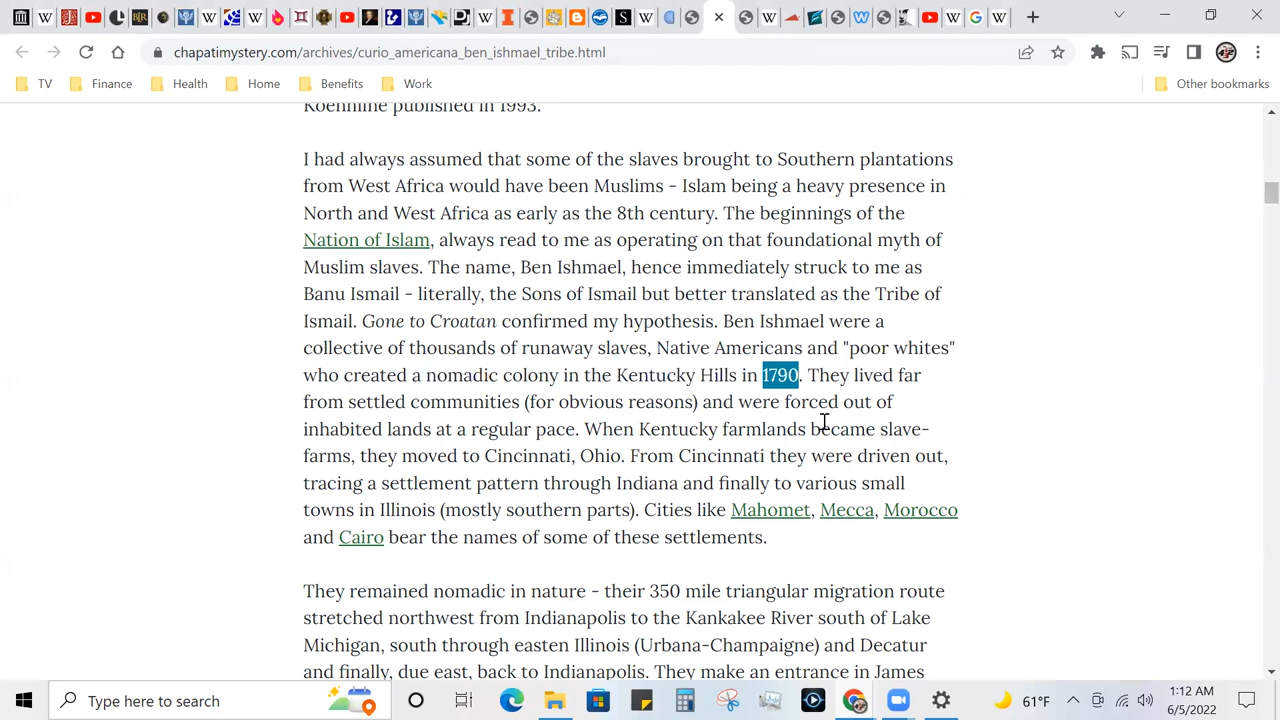 chapatimystery.com/archives/curio_americana_ben_ishmael_tribe.html
TV
Finance
Health
Home
Benefits
Work
Other bookmarks
Koehnline published in 1993.
I had always assumed that some of the slaves brought to Southern plantations
from West Africa would have been Muslims - Islam being a heavy presence in
North and West Africa as early as the 8th century. The beginnings of the
Nation of Islam, always read to me as operating on that foundational myth of
Muslim slaves. The name, Ben Ishmael, hence immediately struck to me as
Banu Ismail - literally, the Sons of Ismail but better translated as the Tribe of
Ismail. Gone to Croatan confirmed my hypothesis. Ben Ishmael were a
collective of thousands of runaway slaves, Native Americans and "poor whites"
who created a nomadic colony in the Kentucky Hills in 1790. They lived far
from settled communities (for obvious reasons) and were forced out of
inhabited lands at a regular pace. When Kentucky farmlands became slave-
farms, they moved to Cincinnati, Ohio. From Cincinnati they were driven out,
tracing a settlement pattern through Indiana and finally to various small
towns in Illinois (mostly southern parts). Cities like Mahomet, Mecca, Morocco
and Cairo bear the names of some of these settlements.
They remained nomadic in nature - their 350 mile triangular migration route
stretched northwest from Indianapolis to the Kankakee River south of Lake
Michigan, south through easten Illinois (Urbana-Champaigne) and Decatur
and finally, due east, back to Indianapolis. They make an entrance in James
Type here to search
61°F
1:12 AM
6/5/2022